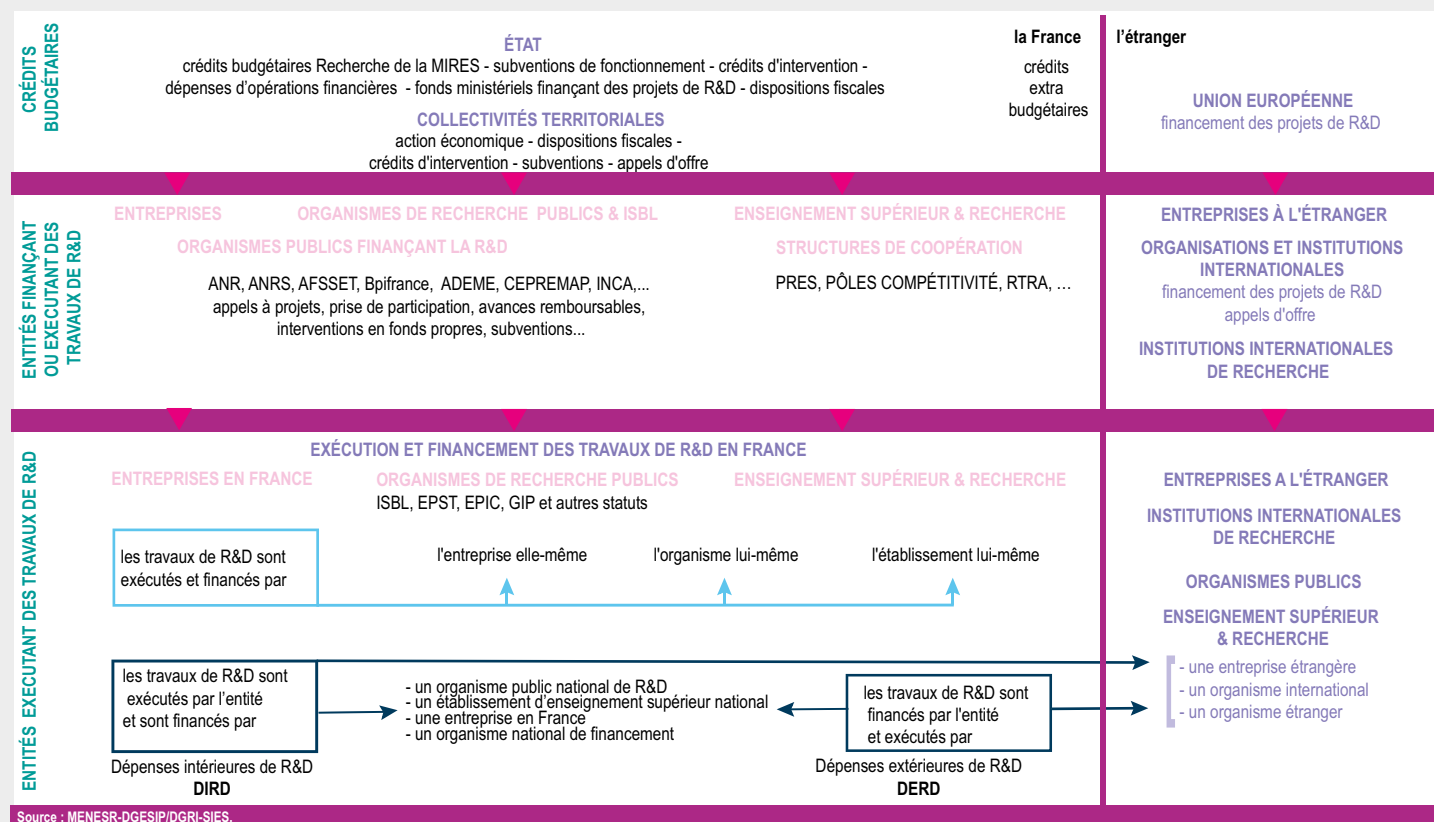 CRÉDITS
BUDGÉTAIRES
ÉTAT
crédits budgétaires Recherche de la MIRES - subventions de fonctionnement - crédits d'intervention -
dépenses d'opérations financières - fonds ministériels finançant des projets de R&D - dispositions fiscales
COLLECTIVITÉS TERRITORIALES
action économique - dispositions fiscales -
crédits d'intervention - subventions - appels d'offre
la France
crédits
extra
budgétaires
l'étranger
UNION EUROPÉENNE
financement des projets de R&D
ENTITÉS FINANÇANT
OU EXECUTANT DES
TRAVAUX DE R&D
ENTREPRISES
ORGANISMES DE RECHERCHE PUBLICS & ISBL
ENSEIGNEMENT SUPÉRIEUR & RECHERCHE
ORGANISMES PUBLICS FINANÇANT LA R&D
STRUCTURES DE COOPÉRATION
ANR, ANRS, AFSSET, Bpifrance, ADEME, CEPREMAP, INCA,...
appels à projets, prise de participation, avances remboursables,
interventions en fonds propres, subventions...
PRES, PÔLES COMPÉTITIVITÉ, RTRA, …
ENTREPRISES À L'ÉTRANGER
ORGANISATIONS ET INSTITUTIONS
INTERNATIONALES
financement des projets de R&D
appels d'offre
INSTITUTIONS INTERNATIONALES
DE RECHERCHE
ENTITÉS EXECUTANT DES TRAVAUX DE R&D
EXÉCUTION ET FINANCEMENT DES TRAVAUX DE R&D EN FRANCE
ENTREPRISES EN FRANCE
ORGANISMES DE RECHERCHE PUBLICS
ENSEIGNEMENT SUPÉRIEUR & RECHERCHE
ISBL, EPST, EPIC, GIP et autres statuts
les travaux de R&D sont
exécutés et financés par
l'entreprise elle-même
l'organisme lui-même
l'établissement lui-même
les travaux de R&D sont
exécutés par l'entité
et sont financés par
- un organisme public national de R&D
- un établissement d'enseignement supérieur national
- une entreprise en France
- un organisme national de financement
les travaux de R&D sont
financés par l'entité
et exécutés par
Dépenses intérieures de R&D
DIRD
Dépenses extérieures de R&D
DERD
ENTREPRISES A L'ÉTRANGER
INSTITUTIONS INTERNATIONALES
DE RECHERCHE
ORGANISMES PUBLICS
ENSEIGNEMENT SUPÉRIEUR
& RECHERCHE
- une entreprise étrangère
- un organisme international
- un organisme étranger
Source : MENESR-DGESIP/DGRI-SIES.